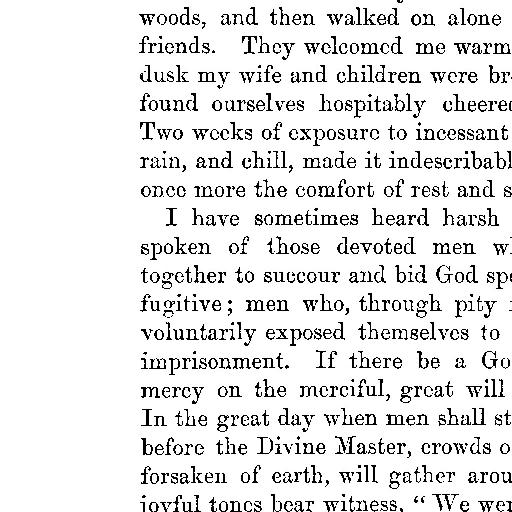 woods, and then walked on alone
friends. They welcomed me warm
dusk my wife and children were br
found ourselves hospitably cheere
Two weeks of exposure to incessant
rain, and chill, made it indescribabl
once more the comfort of rest and s
I have sometimes heard harsh
spoken of those devoted men w
together to succour and bid God spe
fugitive; men who, through pity
voluntarily exposed themselves to
imprisonment. If there be a Go
mercy on the merciful, great will
In the great day when men shall st
before the Divine Master, crowds o
forsaken of earth, will gather arou
joyful tones bear witness, “ We wer